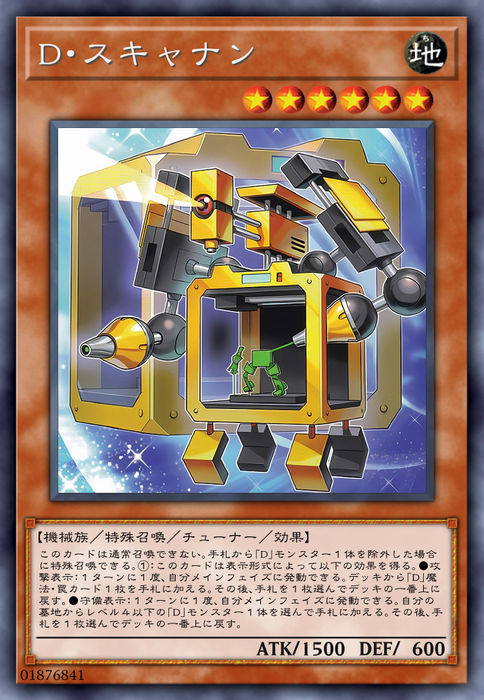 D・スキャナン
地
【機械族／特殊召喚／チューナー／効果】
このカードは通常召喚できない。手札から「D」モンスター１体を除外した場合
に特殊召喚できる。①：このカードは表示形式によって以下の効果を得る。●攻
撃表示：１ターンに１度、自分メインフェイズに発動できる。デッキから「D」魔
法・罠カード１枚を手札に加える。その後、手札を１枚選んでデッキの一番上に
戻す。●守備表示：１ターンに１度、自分メインフェイズに発動できる。自分の
墓地からレベル４以下の「D」モンスター１体を選んで手札に加える。その後、手
札を１枚選んでデッキの一番上に戻す。
ATK/1500 DEF/ 600
01876841